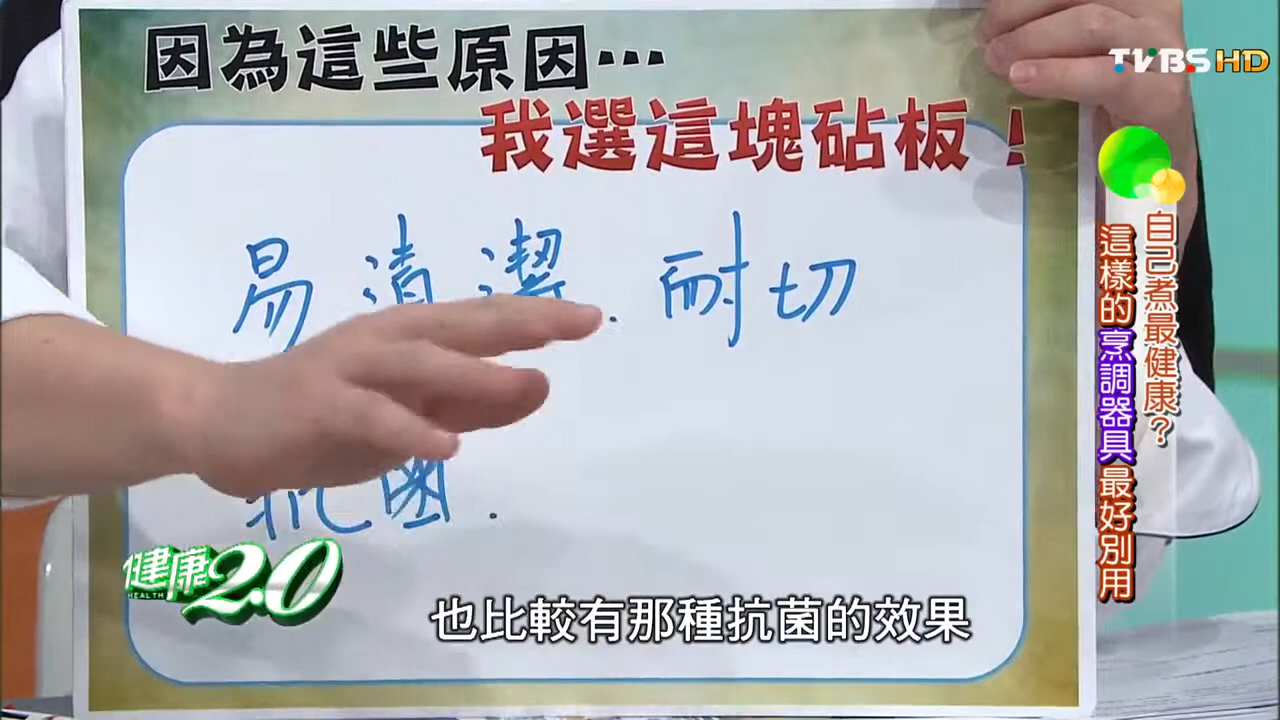 因為這些原因…
我選這塊砧板！
TVBS HD
易清潔.耐切
抗菌.
自己煮最健康？
這樣的烹調器具最好別用
健康2.0
HEALTH
也比較有那種抗菌的效果